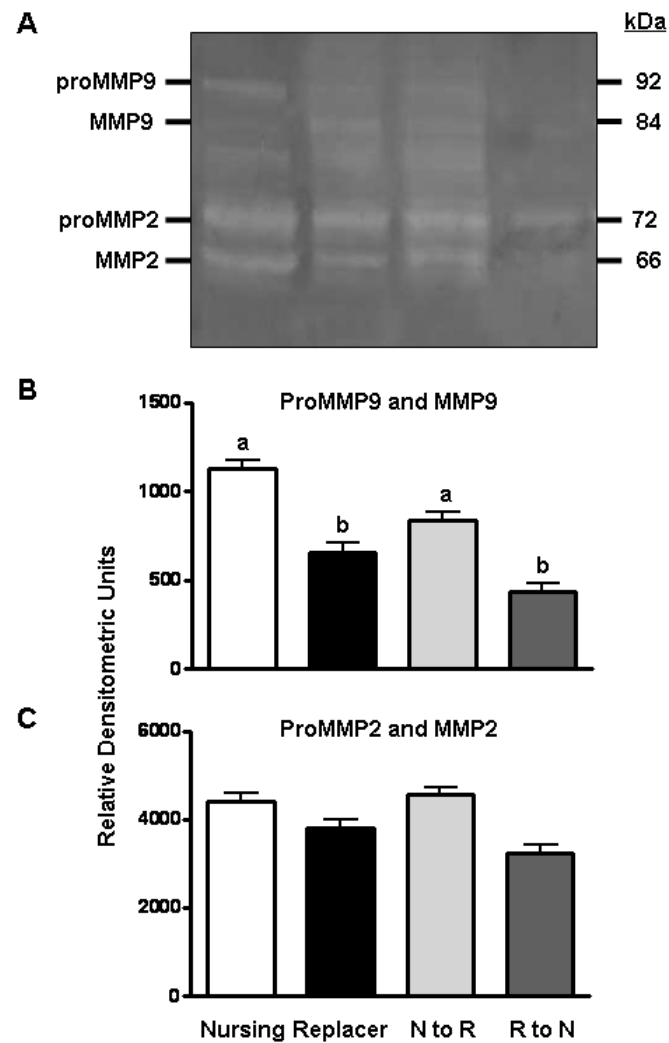 A
kDa
proMMP9
92
MMP9
84
proMMP2
72
MMP2
66
B
ProMMP9 and MMP9
1500
1000
500
0
a
b
a
b
Relative Densitometric Units
C
ProMMP2 and MMP2
6000
4000
2000
0
Nursing Replacer N to R R to N